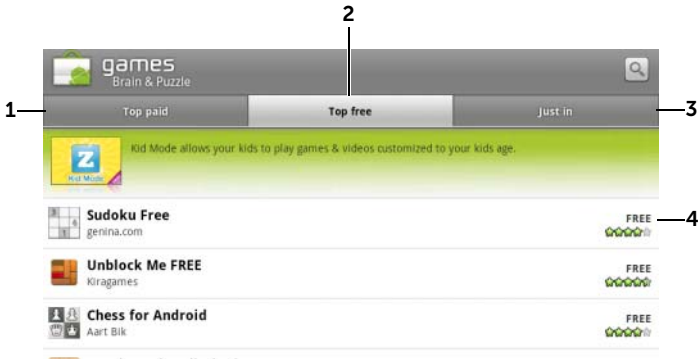 2
games
Brain & Puzzle
1
Top paid
Top free
Just in
3
Z
Kid Mode
Kid Mode allows your kids to play games & videos customized to your kids age.
Sudoku Free
genina.com
FREE
4
Unblock Me FREE
Kiragames
FREE
Chess for Android
Aart Bik
FREE